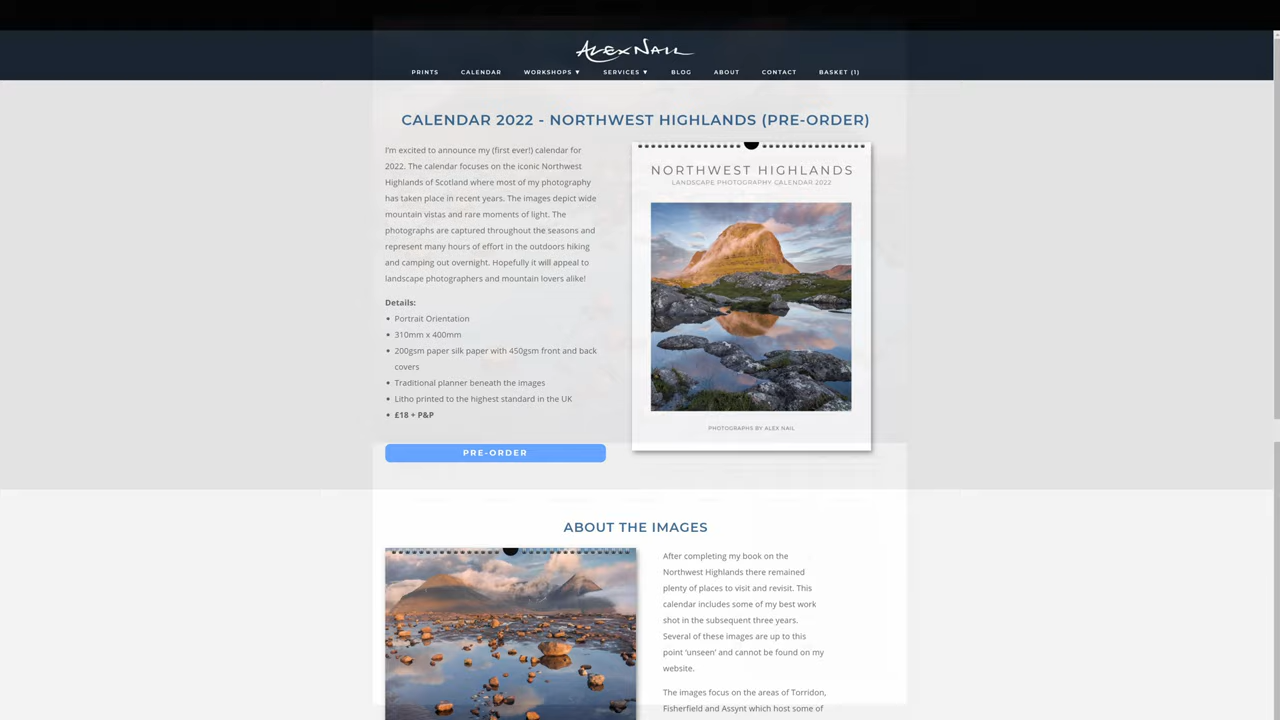 ALEX NAIL
PRINTS CALENDAR WORKSHOPS ▼ SERVICES ▼ BLOG ABOUT CONTACT BASKET (1)
CALENDAR 2022 - NORTHWEST HIGHLANDS (PRE-ORDER)
I'm excited to announce my (first ever!) calendar for
2022. The calendar focuses on the iconic Northwest
Highlands of Scotland where most of my photography
has taken place in recent years. The images depict wide
mountain vistas and rare moments of light. The
photographs are captured throughout the seasons and
represent many hours of effort in the outdoors hiking
and camping out overnight. Hopefully it will appeal to
landscape photographers and mountain lovers alike!
Details:
• Portrait Orientation
• 310mm x 400mm
• 200gsm paper silk paper with 450gsm front and back
covers
• Traditional planner beneath the images
• Litho printed to the highest standard in the UK
• £18 + P&P
PRE-ORDER
NORTHWEST HIGHLANDS
LANDSCAPE PHOTOGRAPHY CALENDAR 2022
PHOTOGRAPHS BY ALEX NAIL
ABOUT THE IMAGES
After completing my book on the
Northwest Highlands there remained
plenty of places to visit and revisit. This
calendar includes some of my best work
shot in the subsequent three years.
Several of these images are up to this
point 'unseen' and cannot be found on my
website.
The images focus on the areas of Torridon,
Fisherfield and Assynt which host some of